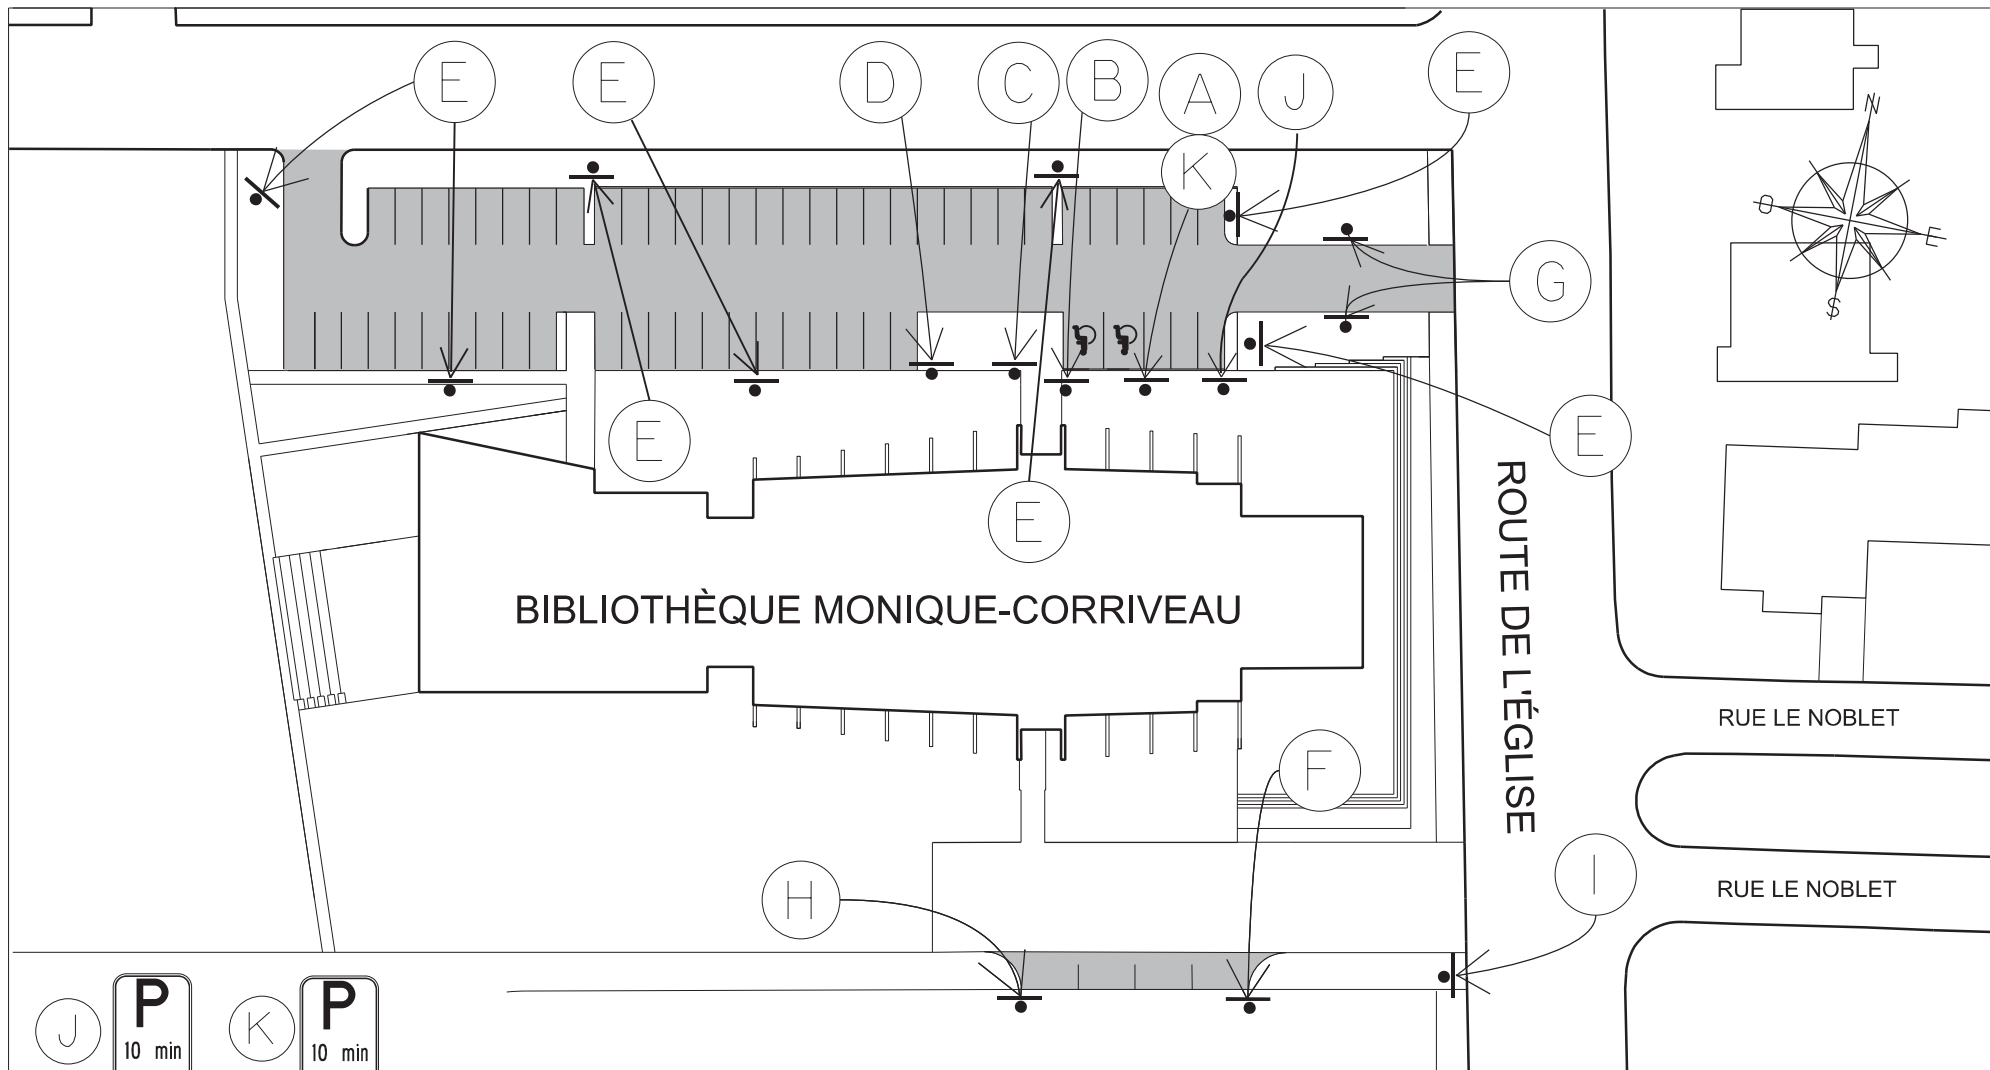 E E D C B A J E
K
N
O
E
S
G
E E
E
BIBLIOTHÈQUE MONIQUE-CORRIVEAU
ROUTE DE L'ÉGLISE
RUE LE NOBLET
F
H
I
RUE LE NOBLET
J P
10 min
K P
10 min